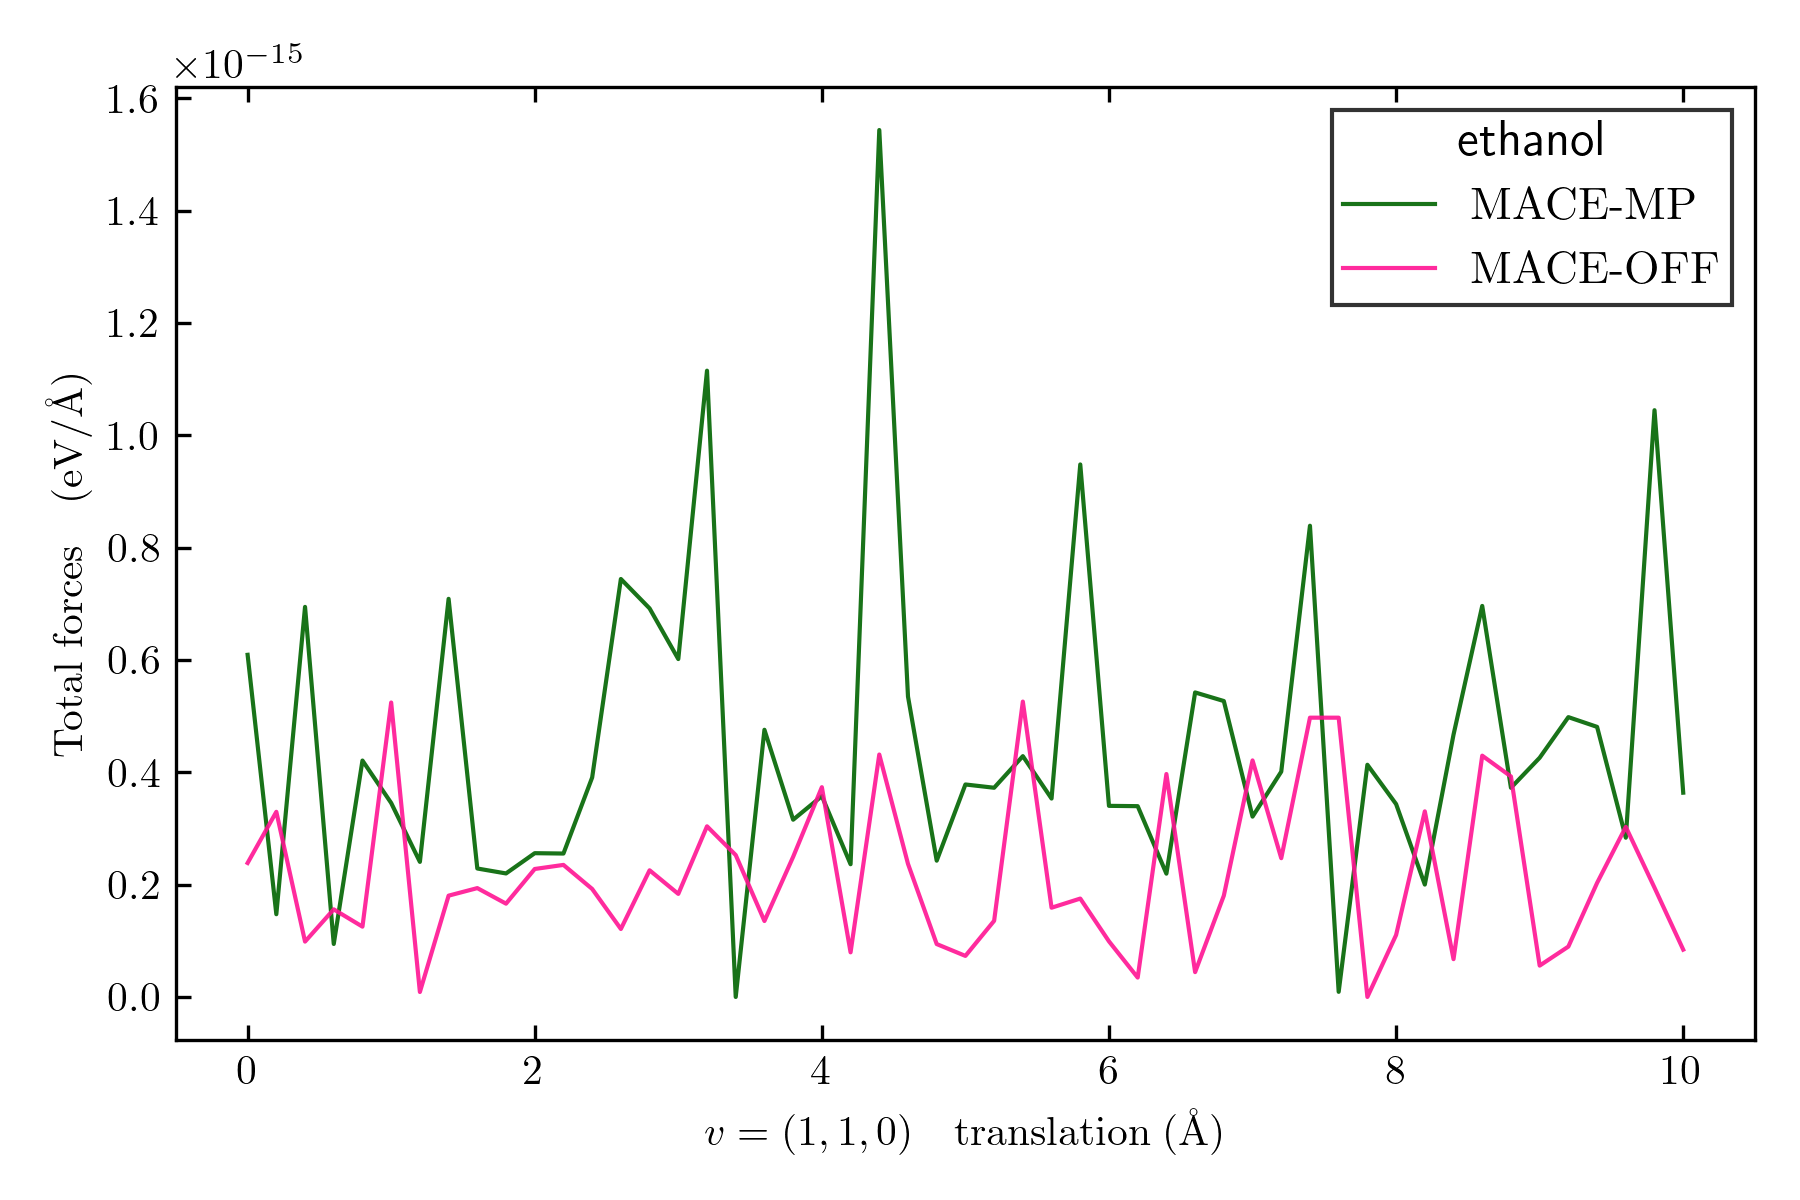 ×10⁻¹⁵
1.6
1.4
1.2
1.0
0.8
0.6
0.4
0.2
0.0
Total forces (eV/Å)
ethanol
MACE-MP
MACE-OFF
0 2 4 6 8 10
v = (1, 1, 0) translation (Å)